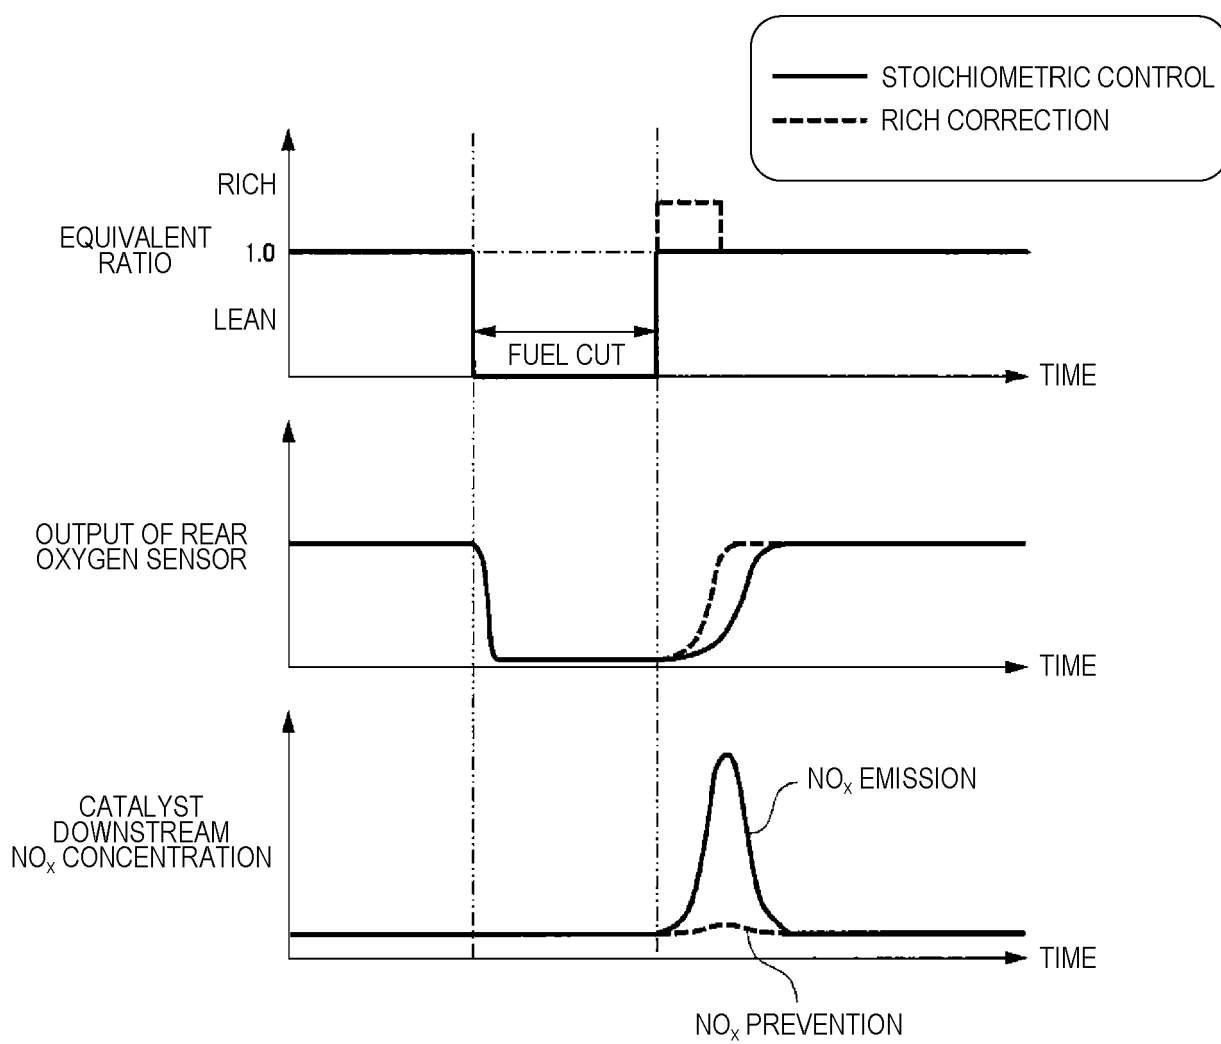 STOICHIOMETRIC CONTROL
RICH CORRECTION
RICH
EQUIVALENT
RATIO
1.0
LEAN
FUEL CUT
TIME
OUTPUT OF REAR
OXYGEN SENSOR
TIME
NOx EMISSION
CATALYST
DOWNSTREAM
NOx CONCENTRATION
TIME
NOx PREVENTION